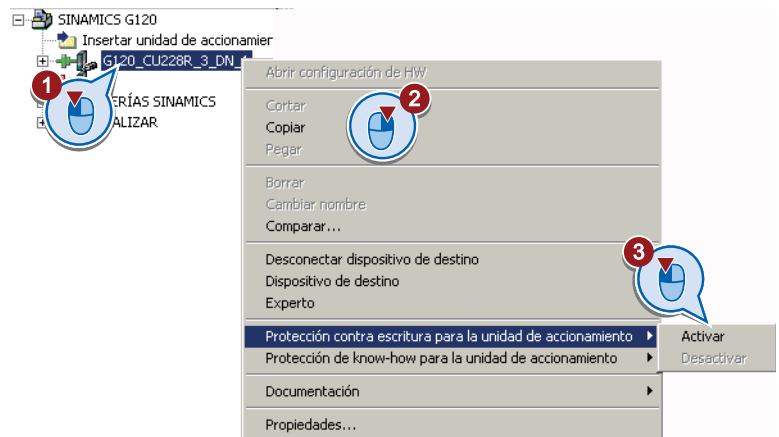 SINAMICS G120
Insertar unidad de accionamier
G120_CU228R_3_DN_
1
ERÍAS SINAMICS
ALIZAR
Abrir configuración de HW
Cortar
2
Copiar
Pegar
Borrar
Cambiar nombre
Comparar...
Desconectar dispositivo de destino
3
Dispositivo de destino
Experto
Protección contra escritura para la unidad de accionamiento
Activar
Protección de know-how para la unidad de accionamiento
Desactivar
Documentación
Propiedades...